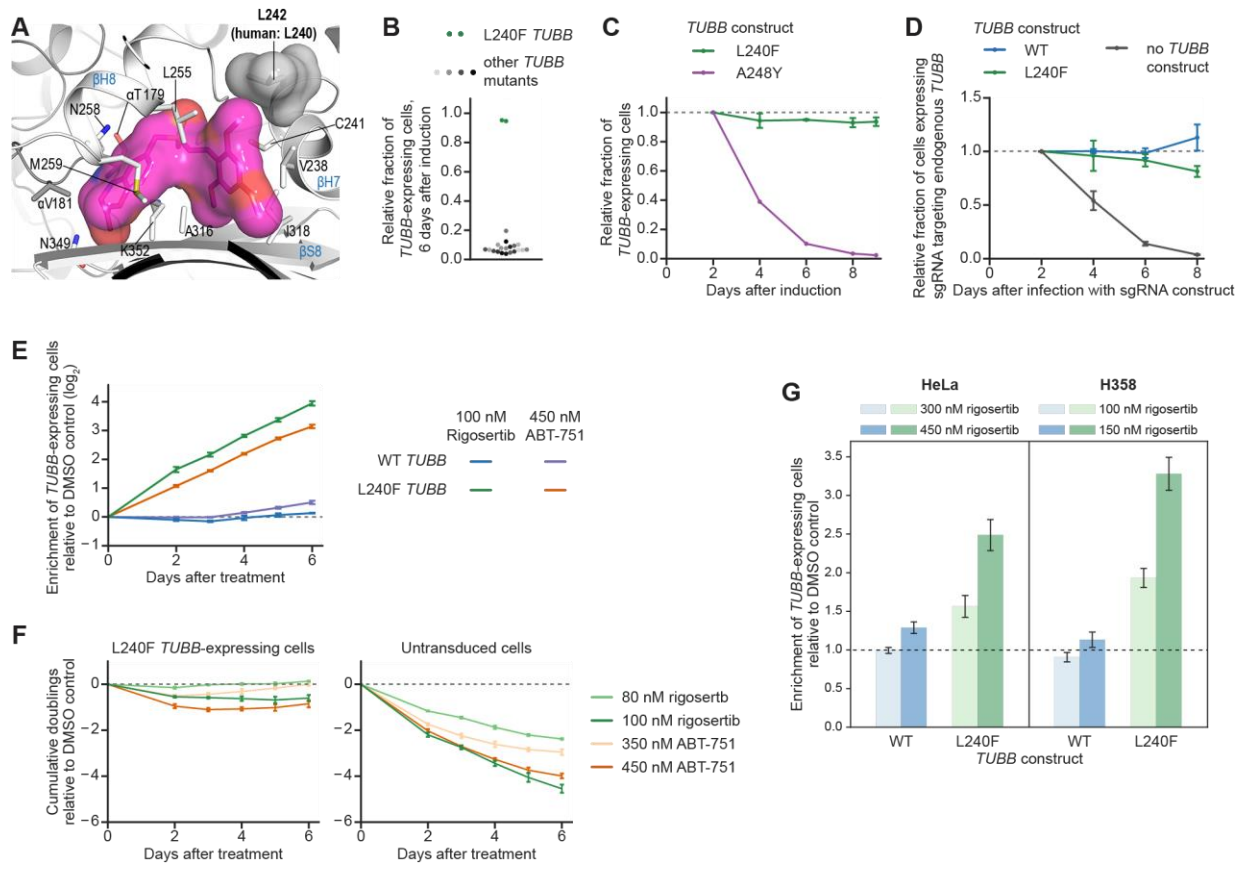 A
L242
(human: L240)
βH8
L255
αT179
N258
C241
M259
V238
βH7
αV181
A316
I318
N349
K352
βS8
B
L240F TUBB
other TUBB
mutants
Relative fraction of
TUBB-expressing cells,
6 days after induction
1.0
0.8
0.6
0.4
0.2
0.0
C
TUBB construct
L240F
A248Y
Relative fraction of
TUBB-expressing cells
1.0
0.8
0.6
0.4
0.2
0.0
0 2 4 6 8
Days after induction
D
TUBB construct
WT
L240F
no TUBB
construct
Relative fraction of cells expressing
sgRNA targeting endogenous TUBB
1.5
1.0
0.5
0.0
0 2 4 6 8
Days after infection with sgRNA construct
E
Enrichment of TUBB-expressing cells
relative to DMSO control (log2)
4
3
2
1
0
−1
0 2 4 6
Days after treatment
100 nM
Rigosertib
450 nM
ABT-751
WT TUBB
L240F TUBB
F
L240F TUBB-expressing cells
Untransduced cells
Cumulative doublings
relative to DMSO control
0
−2
−4
−6
0 2 4 6
Days after treatment
0
−2
−4
−6
0 2 4 6
Days after treatment
80 nM rigosertb
100 nM rigosertib
350 nM ABT-751
450 nM ABT-751
G
HeLa
H358
300 nM rigosertib
450 nM rigosertib
100 nM rigosertib
150 nM rigosertib
Enrichment of TUBB-expressing cells
relative to DMSO control
3.5
3.0
2.5
2.0
1.5
1.0
0.5
0.0
WT L240F WT L240F
TUBB construct